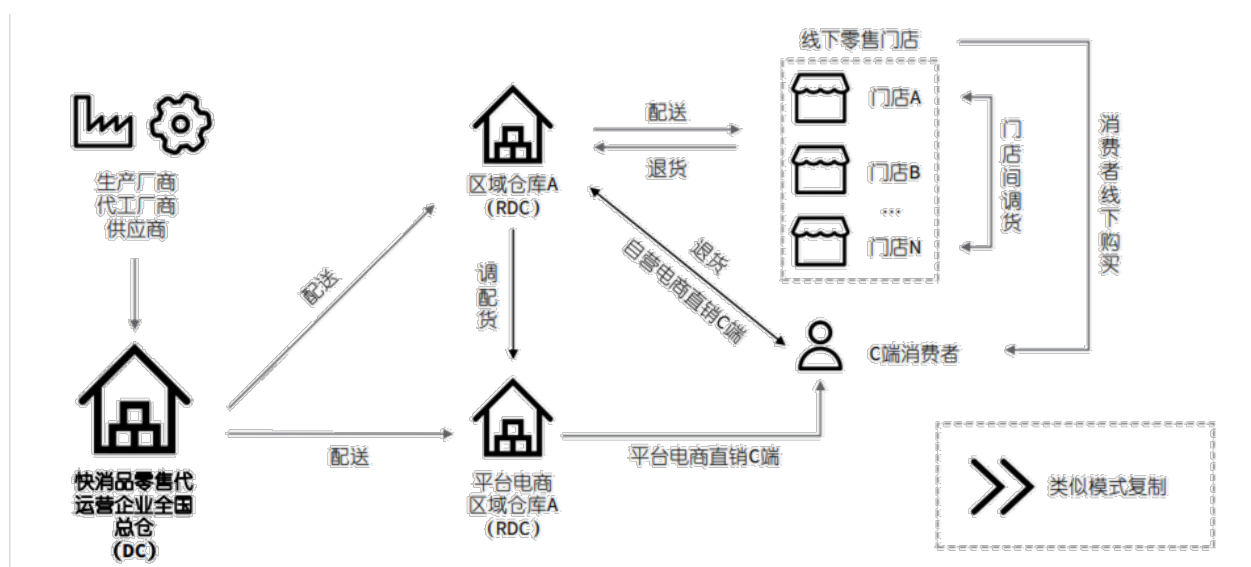 线下零售门店
门店A
门店B
...
门店N
门店间调货
消费者线下购买
配送
退货
生产厂商
代工厂商
供应商
区域仓库A
(RDC)
配送
调配货
退货
自营电商直销C端
C端消费者
快消品零售代
运营企业全国
总仓
(DC)
配送
平台电商
区域仓库A
(RDC)
平台电商直销C端
类似模式复制